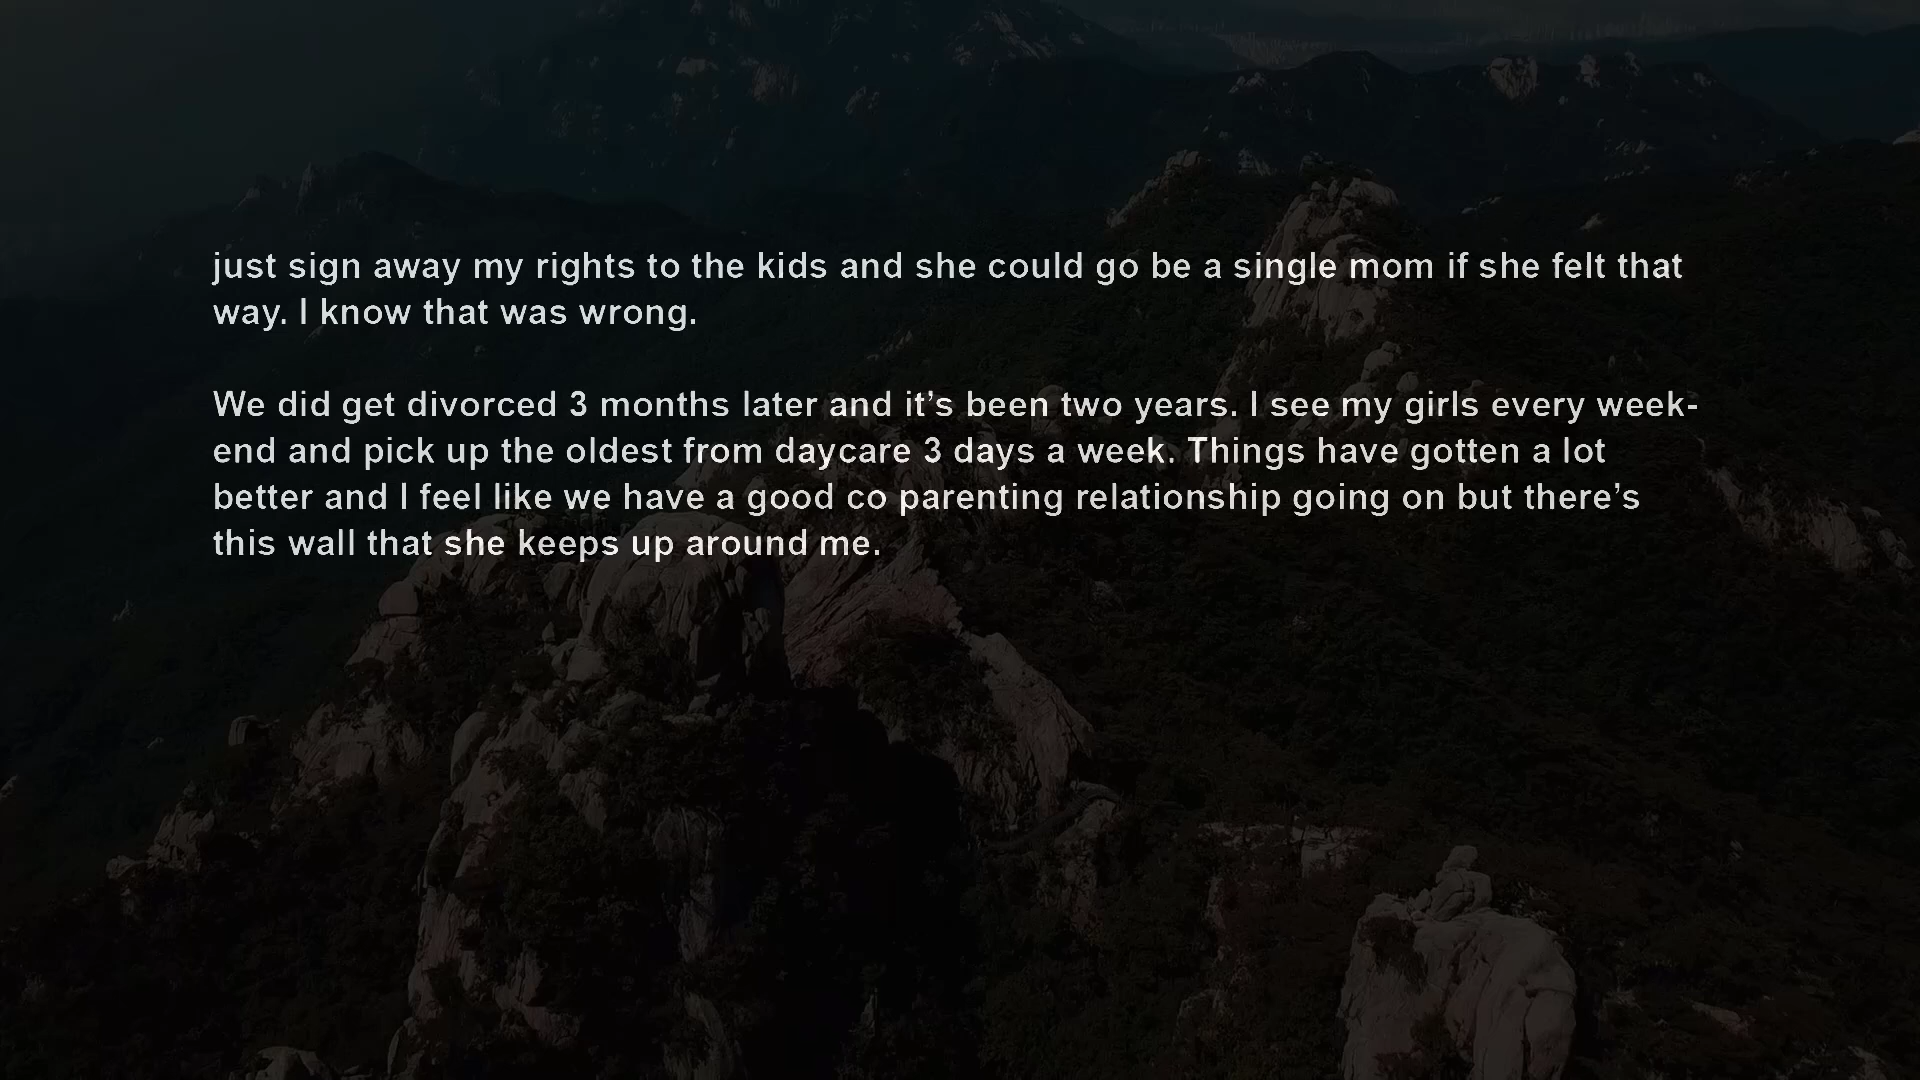 just sign away my rights to the kids and she could go be a single mom if she felt that
way. I know that was wrong.
We did get divorced 3 months later and it’s been two years. I see my girls every week-
end and pick up the oldest from daycare 3 days a week. Things have gotten a lot
better and I feel like we have a good co parenting relationship going on but there’s
this wall that she keeps up around me.